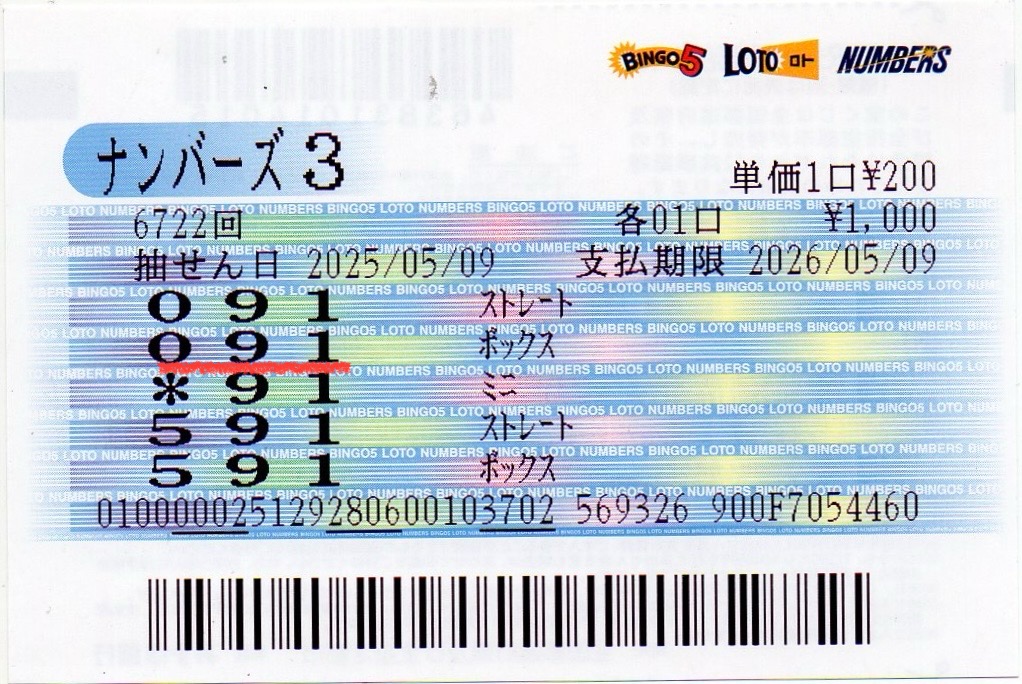 BINGO5 LOTO ロト NUMBERS
ナンバーズ3
単価1口¥200
6722回 各01口 ¥1,000
抽せん日 2025/05/09 支払期限 2026/05/09
0 9 1 ストレート
0 9 1 ボックス
* 9 1 ミニ
5 9 1 ストレート
5 9 1 ボックス
010000025129280600103702 569326 900F7054460